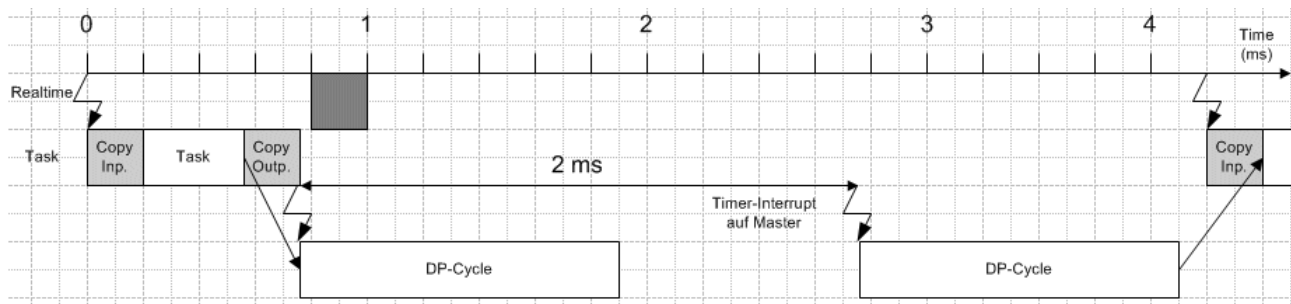 0 1 2 3 4
Time
(ms)
Realtime
Task
Copy
Inp.
Task
Copy
Outp.
2 ms
Copy
Inp.
Timer-Interrupt
auf Master
DP-Cycle
DP-Cycle